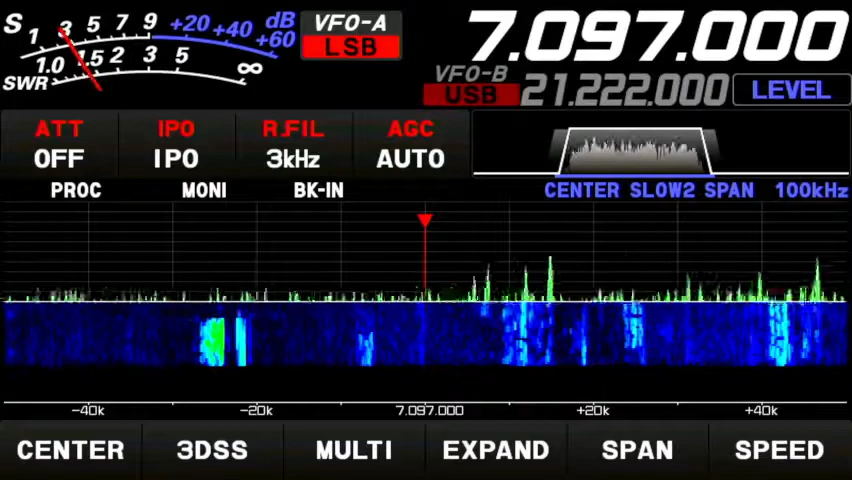 S 1 3 5 7 9 +20 +40 +60 dB
SWR 1.0 1.5 2 3 5 ∞
VFO-A
LSB
7.097.000
VFO-B
USB
21.222.000
LEVEL
ATT IPO R.FIL AGC
OFF IPO 3kHz AUTO
PROC MONI BK-IN
CENTER SLOW2 SPAN 100kHz
-40k -20k 7.097.000 +20k +40k
CENTER 3DSS MULTI EXPAND SPAN SPEED